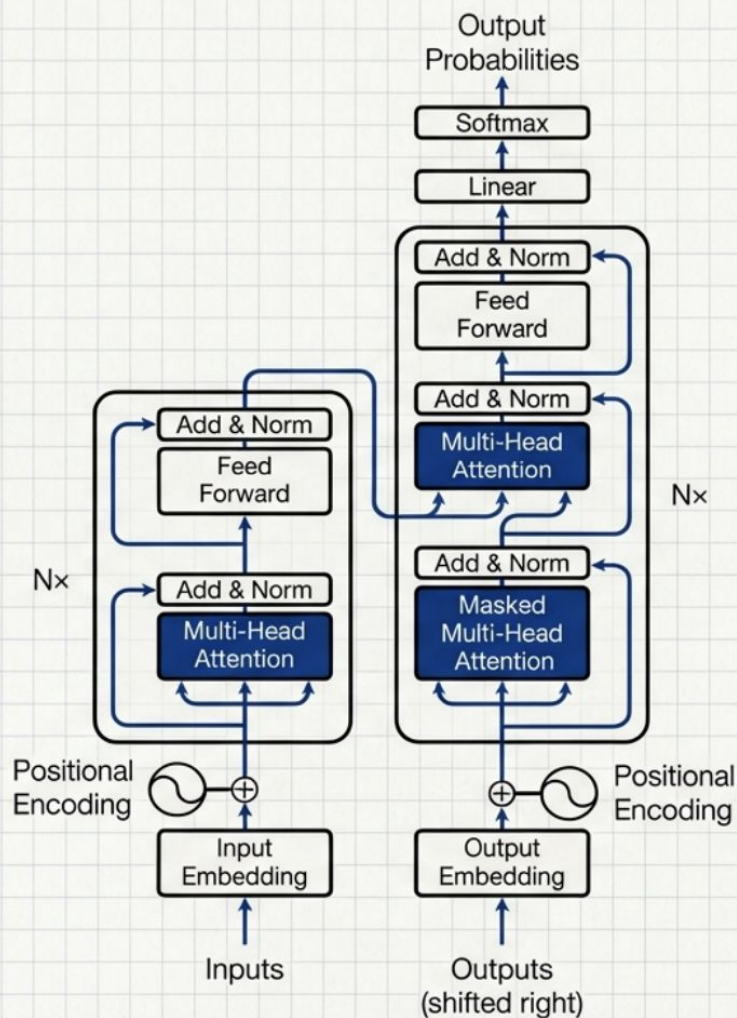 Output
Probabilities
Softmax
Linear
Add & Norm
Feed
Forward
Add & Norm
Multi-Head
Attention
Nx
Add & Norm
Masked
Multi-Head
Attention
Add & Norm
Feed
Forward
Nx
Add & Norm
Multi-Head
Attention
Positional
Encoding
Positional
Encoding
Input
Embedding
Output
Embedding
Inputs
Outputs
(shifted right)